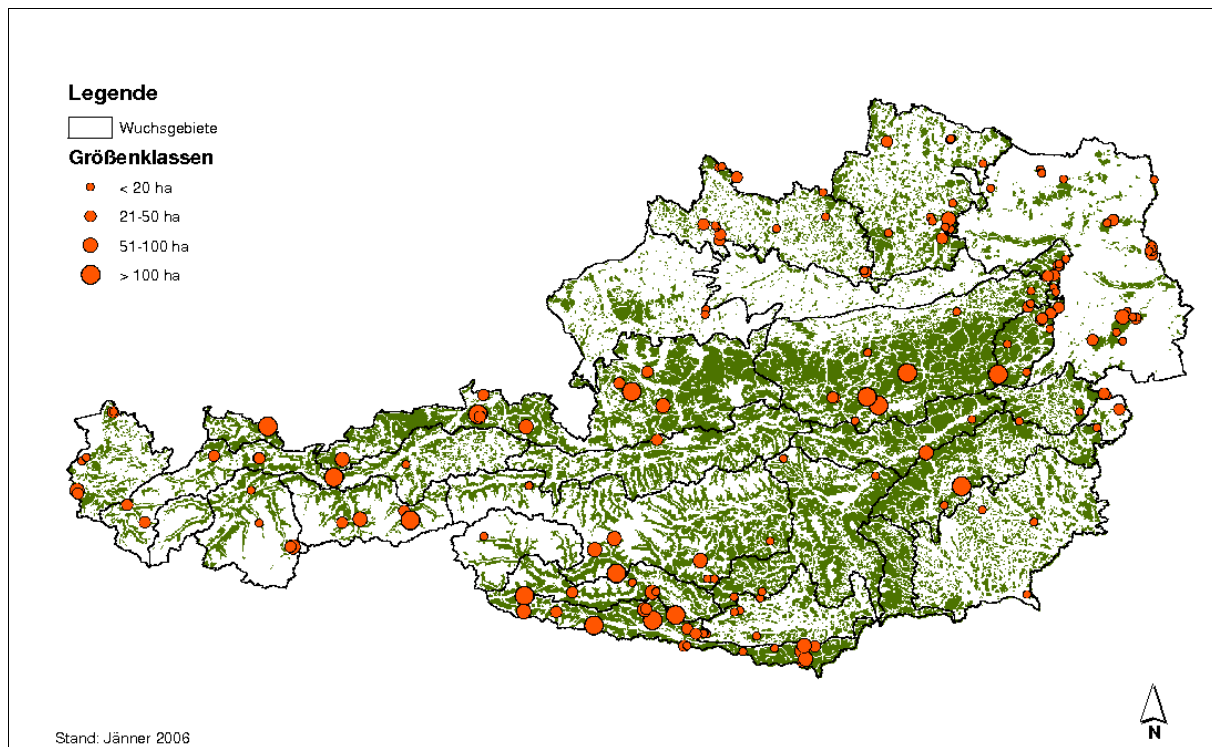 Legende
Wuchsgebiete
Größenklassen
< 20 ha
21-50 ha
51-100 ha
> 100 ha
Stand: Jänner 2006
N